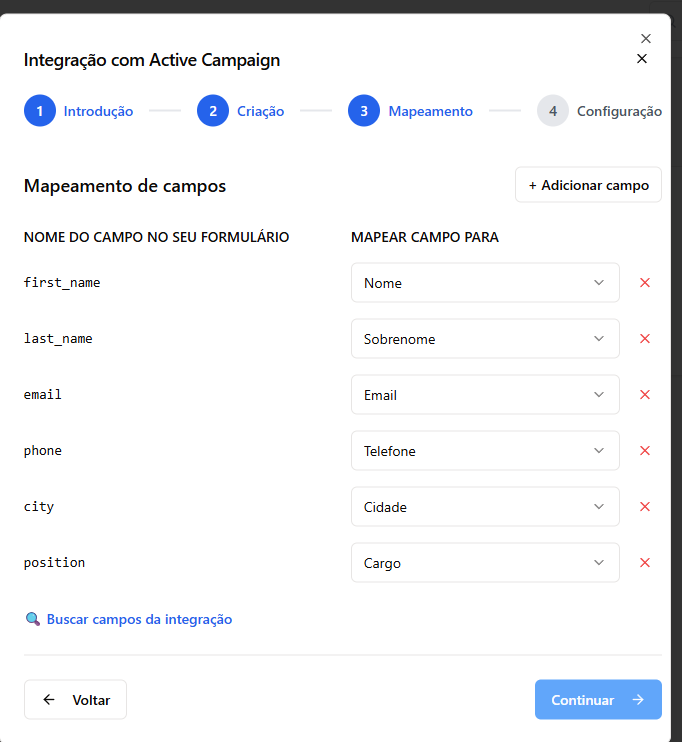 Integração com Active Campaign
1 Introdução 2 Criação 3 Mapeamento 4 Configuração
Mapeamento de campos + Adicionar campo
NOME DO CAMPO NO SEU FORMULÁRIO MAPEAR CAMPO PARA
first_name Nome
last_name Sobrenome
email Email
phone Telefone
city Cidade
position Cargo
Buscar campos da integração
Voltar Continuar